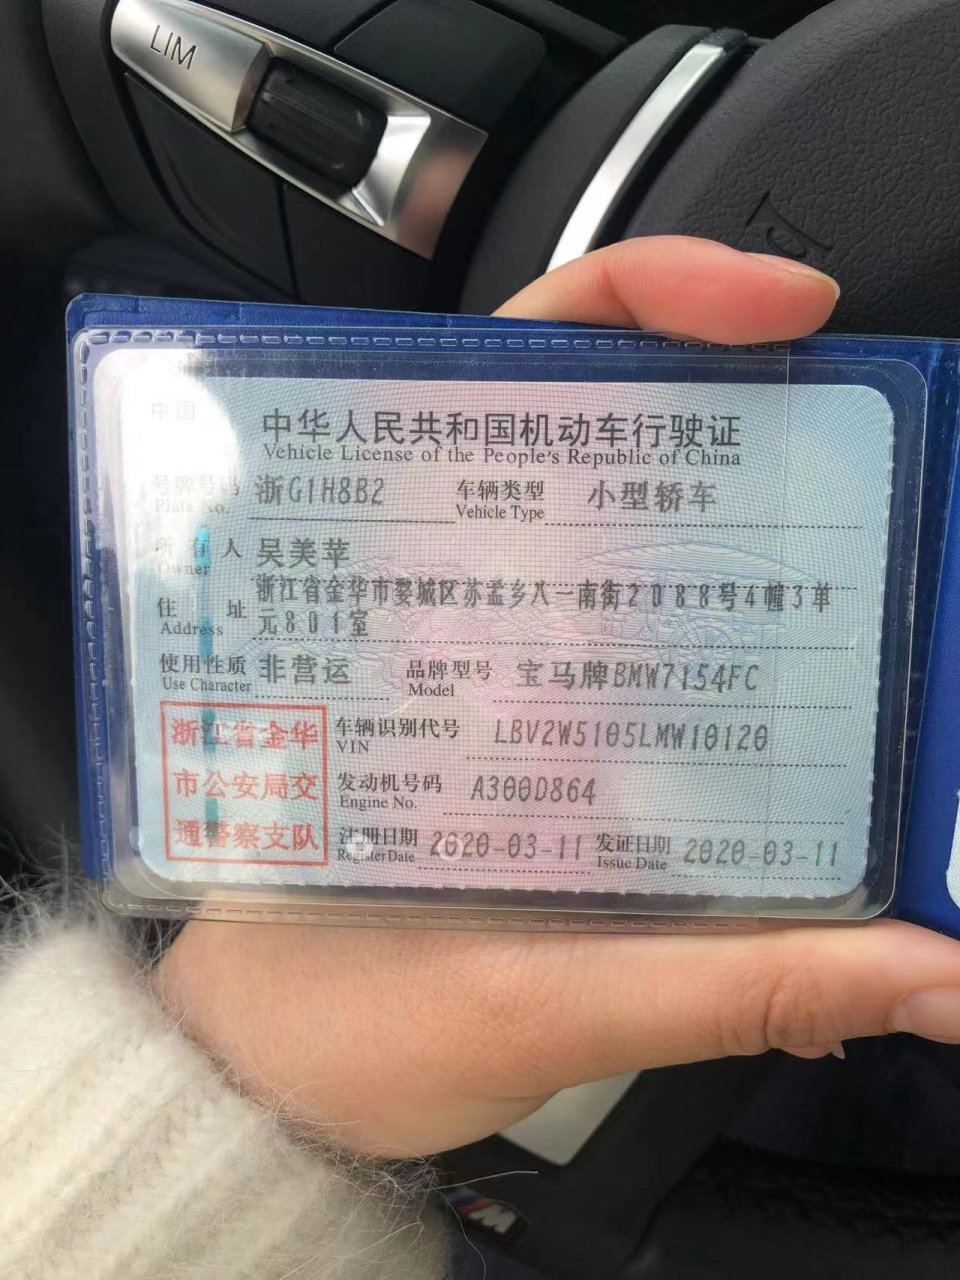 LIM
中国
中华人民共和国机动车行驶证
Vehicle License of the People's Republic of China
号牌号码 浙G1H8B2 车辆类型 小型轿车
Plate No. Vehicle Type
所有人 吴美苹
Owner
住址 浙江省金华市婺城区苏孟乡八一南街2088号4幢3单
Address 元801室
使用性质 非营运 品牌型号 宝马牌BMW7154FC
Use Character Model
浙江省金华 车辆识别代号 LBV2W5105LMW10120
VIN
市公安局交 发动机号码 A300D864
Engine No.
通警察支队 注册日期 2020-03-11 发证日期 2020-03-11
Register Date Issue Date
M